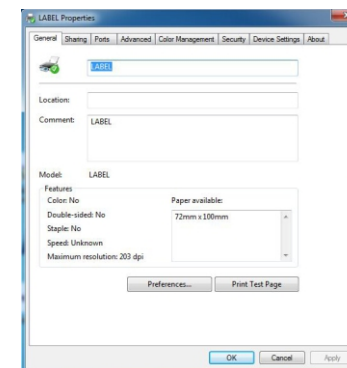 LABEL Properties
General Sharing Ports Advanced Color Management Security Device Settings About
LABEL
Location:
Comment: LABEL
Model: LABEL
Features
Color: No Paper available:
Double-sided: No 72mm x 100mm
Staple: No
Speed: Unknown
Maximum resolution: 203 dpi
Preferences... Print Test Page
OK Cancel Apply